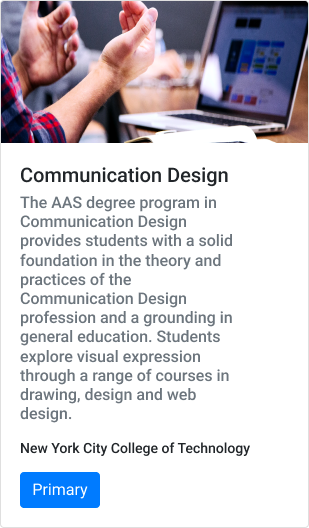 Communication Design
The AAS degree program in
Communication Design
provides students with a solid
foundation in the theory and
practices of the
Communication Design
profession and a grounding in
general education. Students
explore visual expression
through a range of courses in
drawing, design and web
design.
New York City College of Technology
Primary